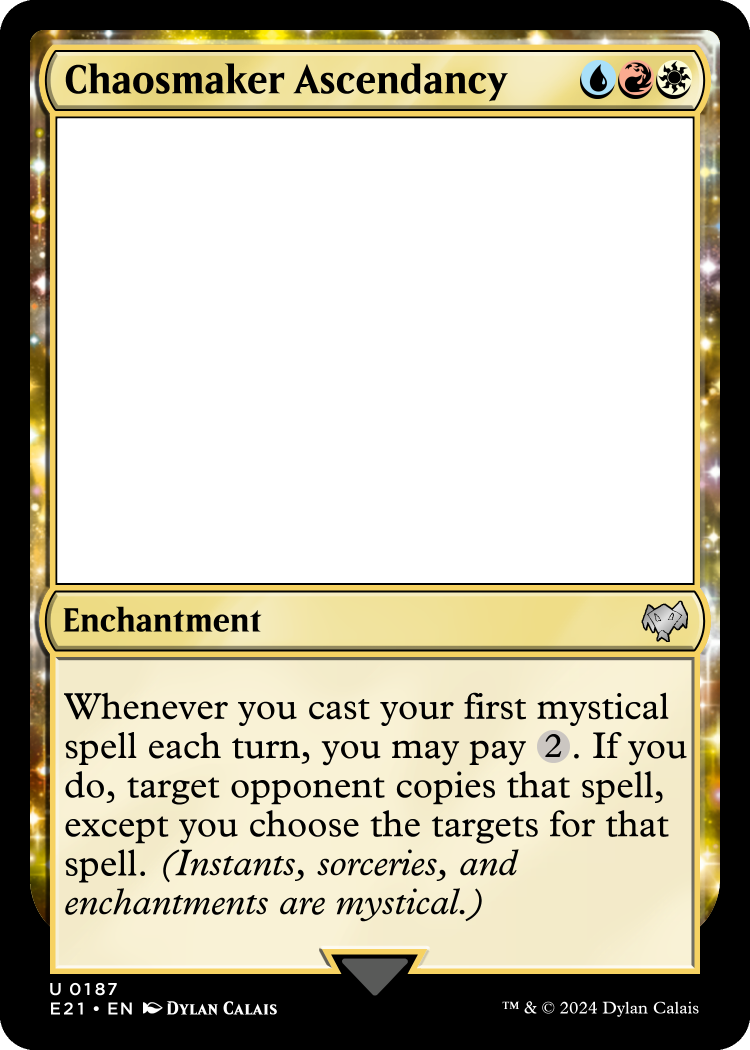 Chaosmaker Ascendancy
Enchantment
Whenever you cast your first mystical
spell each turn, you may pay 2. If you
do, target opponent copies that spell,
except you choose the targets for that
spell. (Instants, sorceries, and
enchantments are mystical.)
U 0187
E21 • EN Dylan Calais
™ & © 2024 Dylan Calais